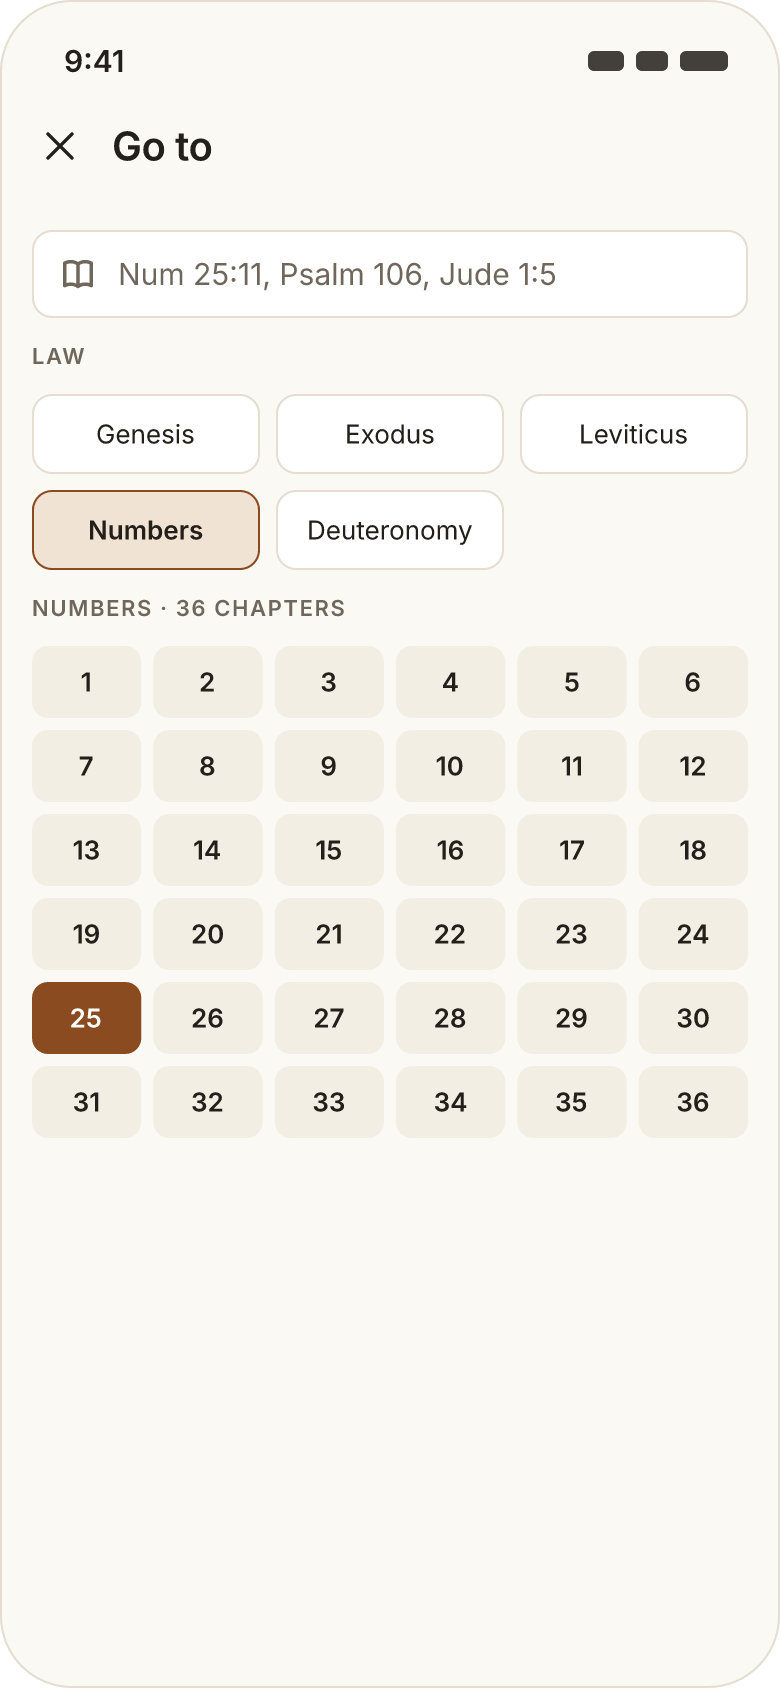 9:41
Go to
Num 25:11, Psalm 106, Jude 1:5
LAW
Genesis Exodus Leviticus
Numbers Deuteronomy
NUMBERS · 36 CHAPTERS
1 2 3 4 5 6
7 8 9 10 11 12
13 14 15 16 17 18
19 20 21 22 23 24
25 26 27 28 29 30
31 32 33 34 35 36